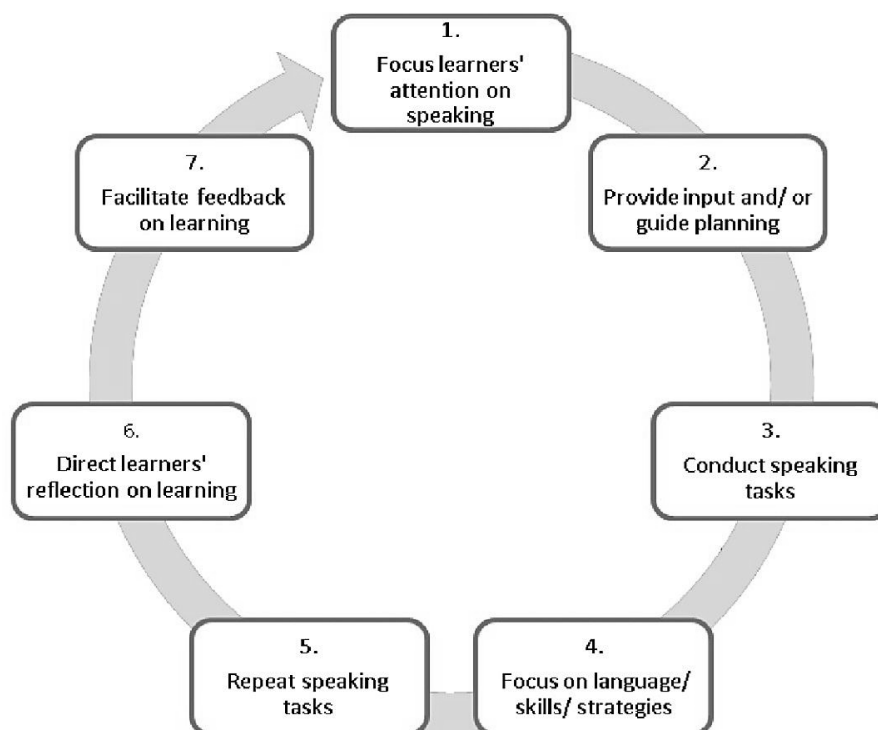 1.
Focus learners'
attention on
speaking
2.
Provide input and/ or
guide planning
3.
Conduct speaking
tasks
4.
Focus on language/
skills/ strategies
5.
Repeat speaking
tasks
6.
Direct learners'
reflection on learning
7.
Facilitate feedback
on learning